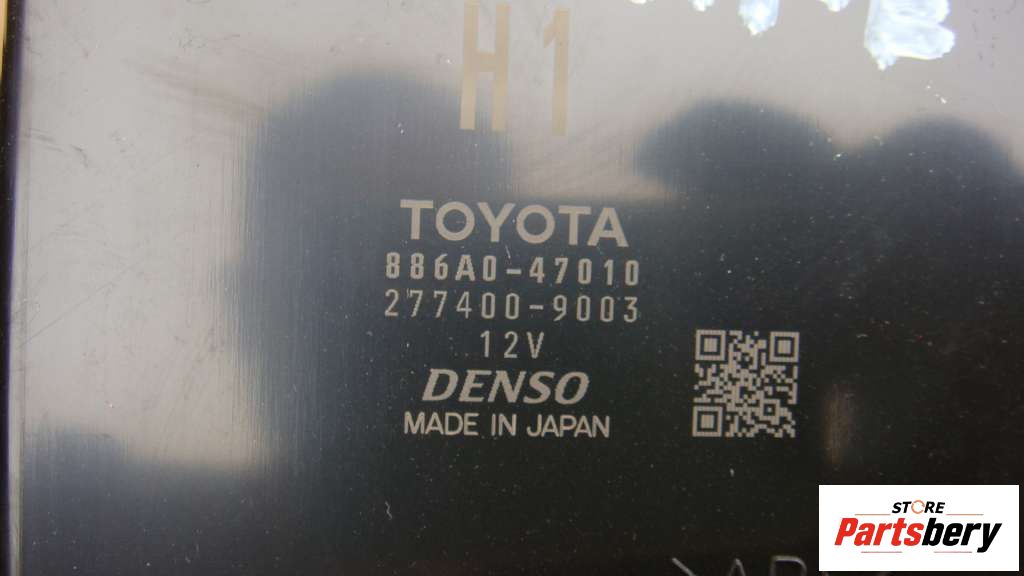 H1
TOYOTA
886A0-47010
277400-9003
12V
DENSO
MADE IN JAPAN
STORE
Partsbery